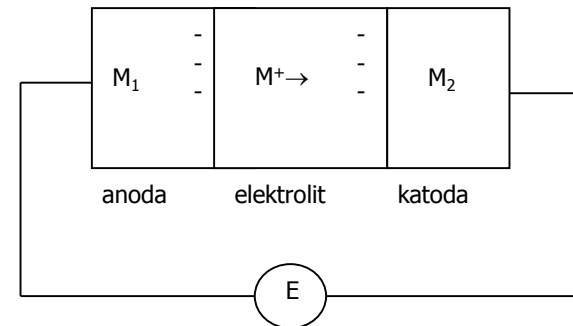 - -
- -
M₁ - M⁺→ - M₂
anoda elektrolit katoda
E